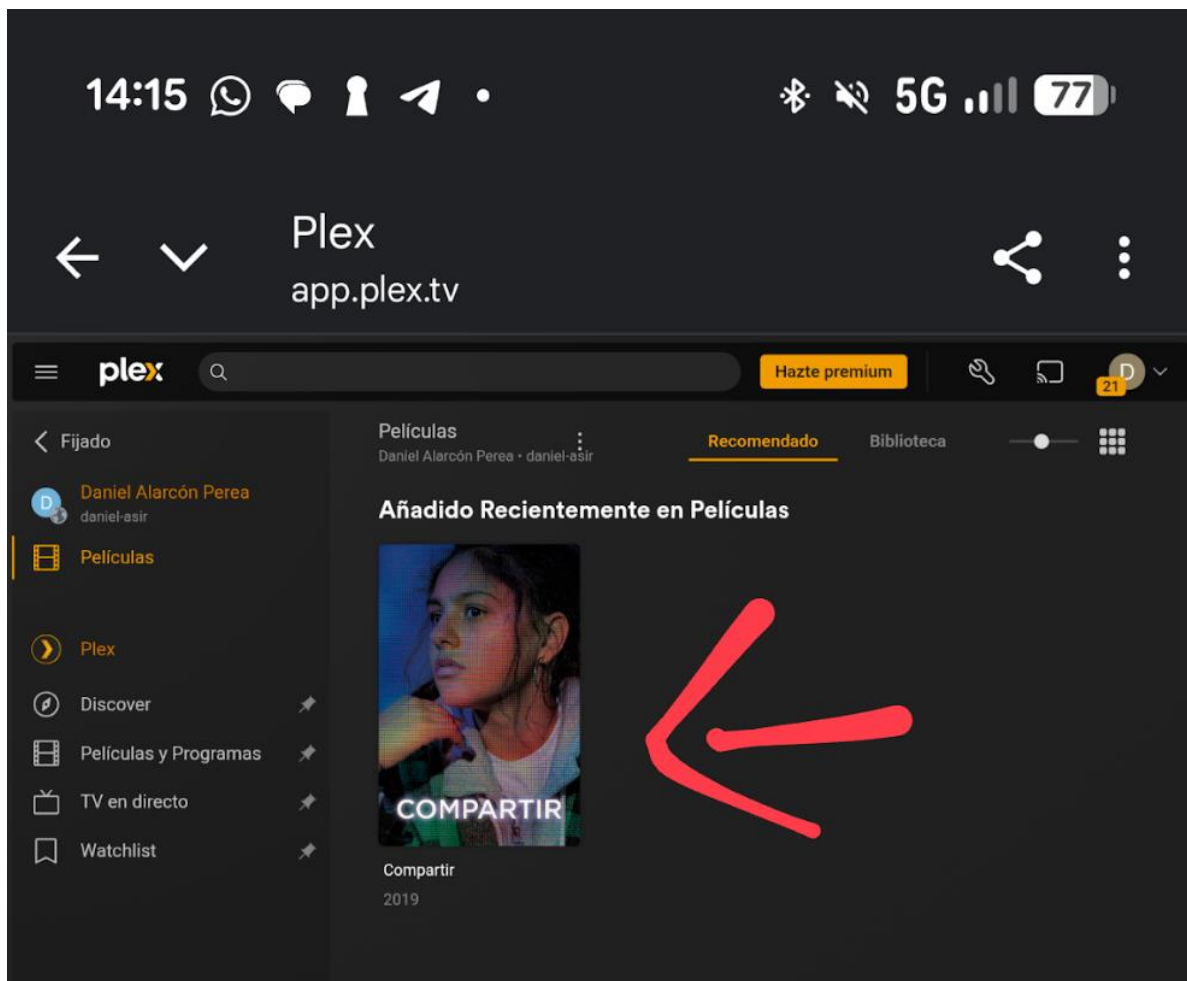 14:15 5G 77
Plex
app.plex.tv
plex Hazte premium D 21
Fijado
D Daniel Alarcón Perea
daniel-asir
Películas
Plex
Discover
Películas y Programas
TV en directo
Watchlist
Películas Recomendado Biblioteca
Daniel Alarcón Perea • daniel-asir
Añadido Recientemente en Películas
COMPARTIR
Compartir
2019